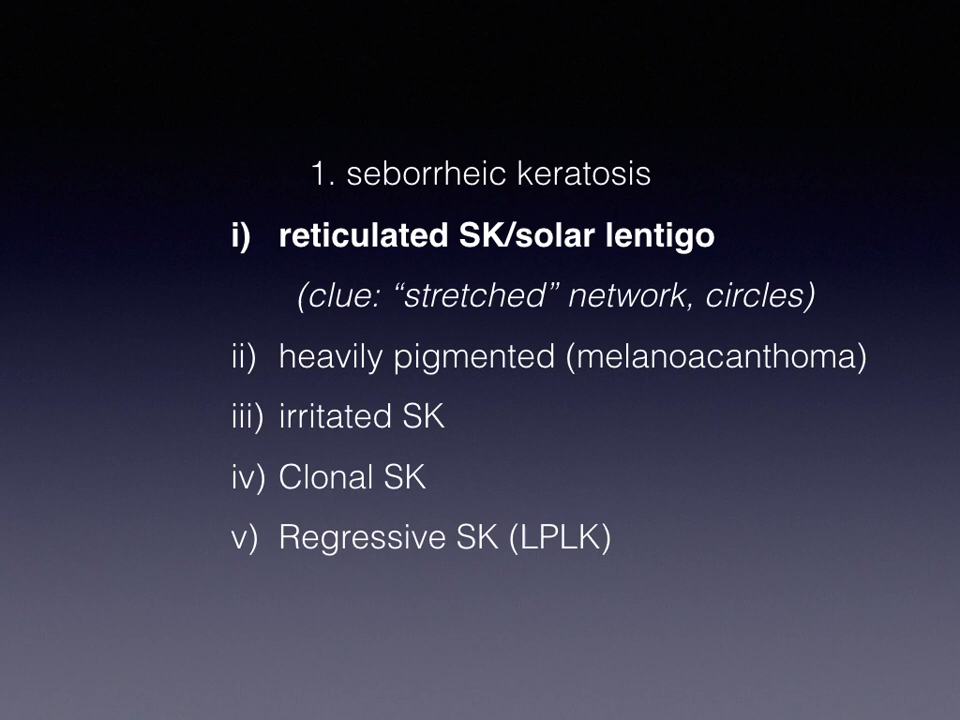 1. seborrheic keratosis
i) reticulated SK/solar lentigo
(clue: “stretched” network, circles)
ii) heavily pigmented (melanoacanthoma)
iii) irritated SK
iv) Clonal SK
v) Regressive SK (LPLK)